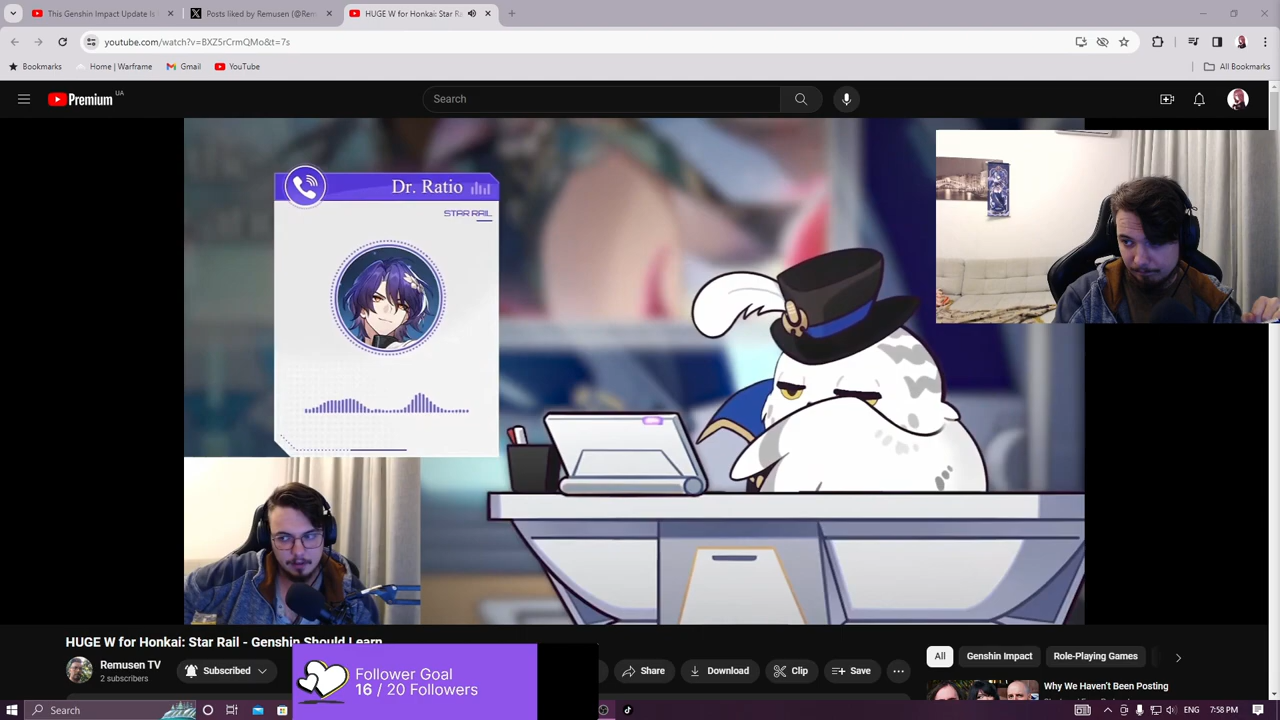 This Genshin Impact Update Is
Posts liked by Remusen (@Rem
HUGE W for Honkai: Star Ra
youtube.com/watch?v=BXZ5rCrmQMo&t=7s
Bookmarks
Home | Warframe
Gmail
YouTube
All Bookmarks
Premium
UA
Search
Dr. Ratio
STAR RAIL
HUGE W for Honkai: Star Rail - Genshin Should Learn
Remusen TV
2 subscribers
Subscribed
Share
Download
Clip
Save
All
Genshin Impact
Role-Playing Games
Follower Goal
16 / 20 Followers
Why We Haven't Been Posting
Search
ENG
7:58 PM